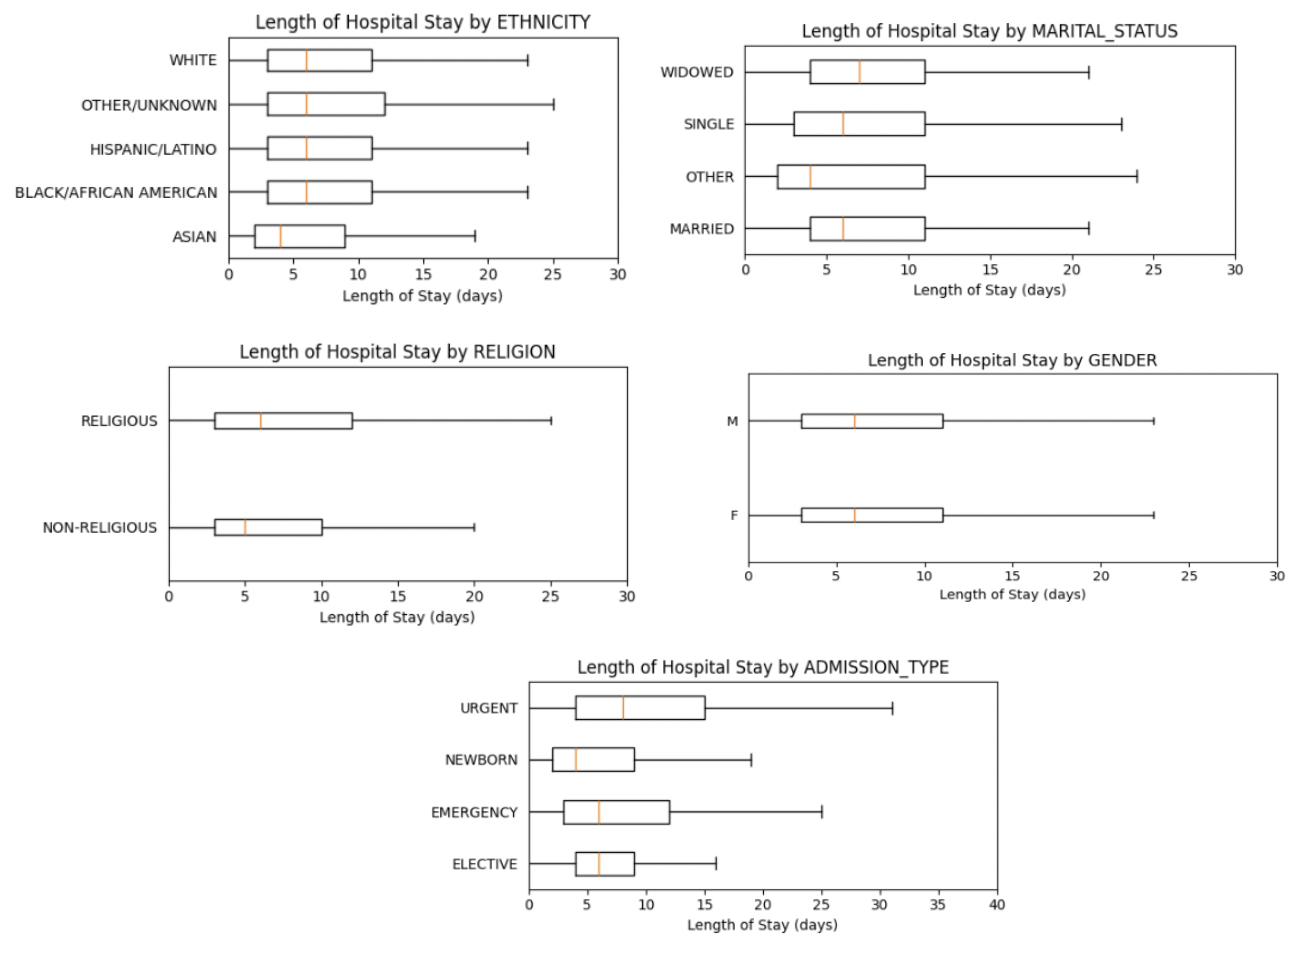 Length of Hospital Stay by ETHNICITY
WHITE
OTHER/UNKNOWN
HISPANIC/LATINO
BLACK/AFRICAN AMERICAN
ASIAN
0 5 10 15 20 25 30
Length of Stay (days)
Length of Hospital Stay by MARITAL_STATUS
WIDOWED
SINGLE
OTHER
MARRIED
0 5 10 15 20 25 30
Length of Stay (days)
Length of Hospital Stay by RELIGION
RELIGIOUS
NON-RELIGIOUS
0 5 10 15 20 25 30
Length of Stay (days)
Length of Hospital Stay by GENDER
M
F
0 5 10 15 20 25 30
Length of Stay (days)
Length of Hospital Stay by ADMISSION_TYPE
URGENT
NEWBORN
EMERGENCY
ELECTIVE
0 5 10 15 20 25 30 35 40
Length of Stay (days)